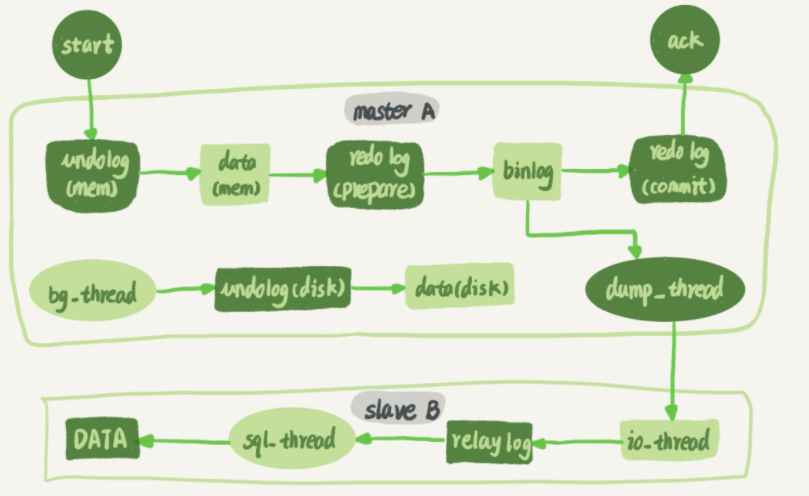 start
ack
master A
undolog
(mem)
data
(mem)
redo log
(prepare)
binlog
redo log
(commit)
bg_thread
undolog(disk)
data(disk)
dump_thread
slave B
DATA
sql_thread
relay log
io_thread